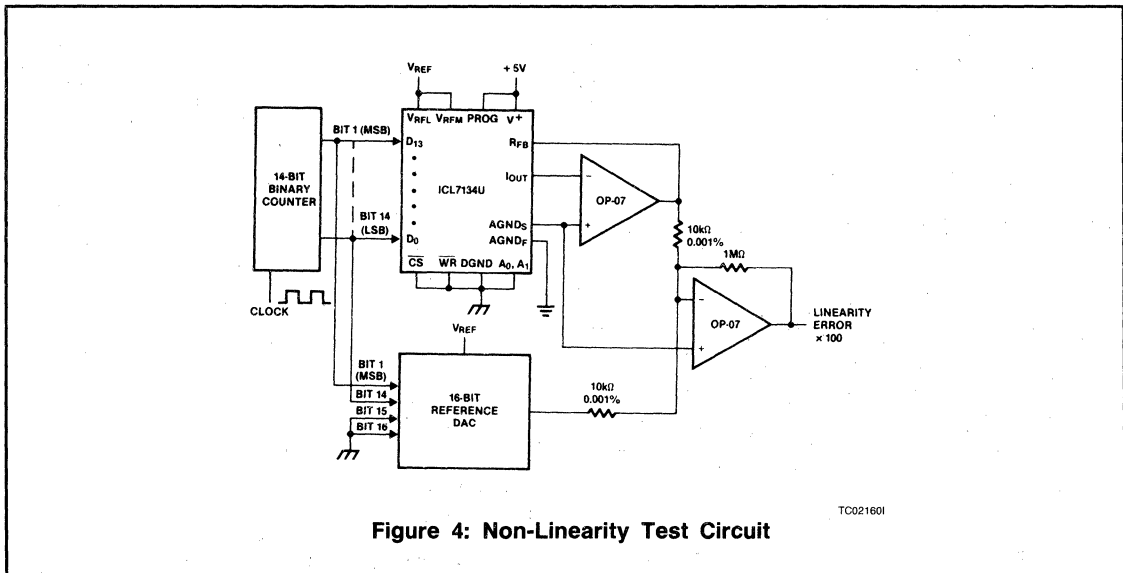 VREF
+ 5V
VRFL VRFM PROG V+
BIT 1 (MSB)
D13
RFB
14-BIT
BINARY
COUNTER
ICL7134U
IOUT
−
OP-07
BIT 14
(LSB)
AGNDS
+
D0
AGNDF
10kΩ
0.001%
1MΩ
CS WR DGND A0, A1
CLOCK
−
OP-07
+
LINEARITY
ERROR
× 100
VREF
BIT 1
(MSB)
BIT 14
BIT 15
BIT 16
16-BIT
REFERENCE
DAC
10kΩ
0.001%
TC02160I
Figure 4: Non-Linearity Test Circuit